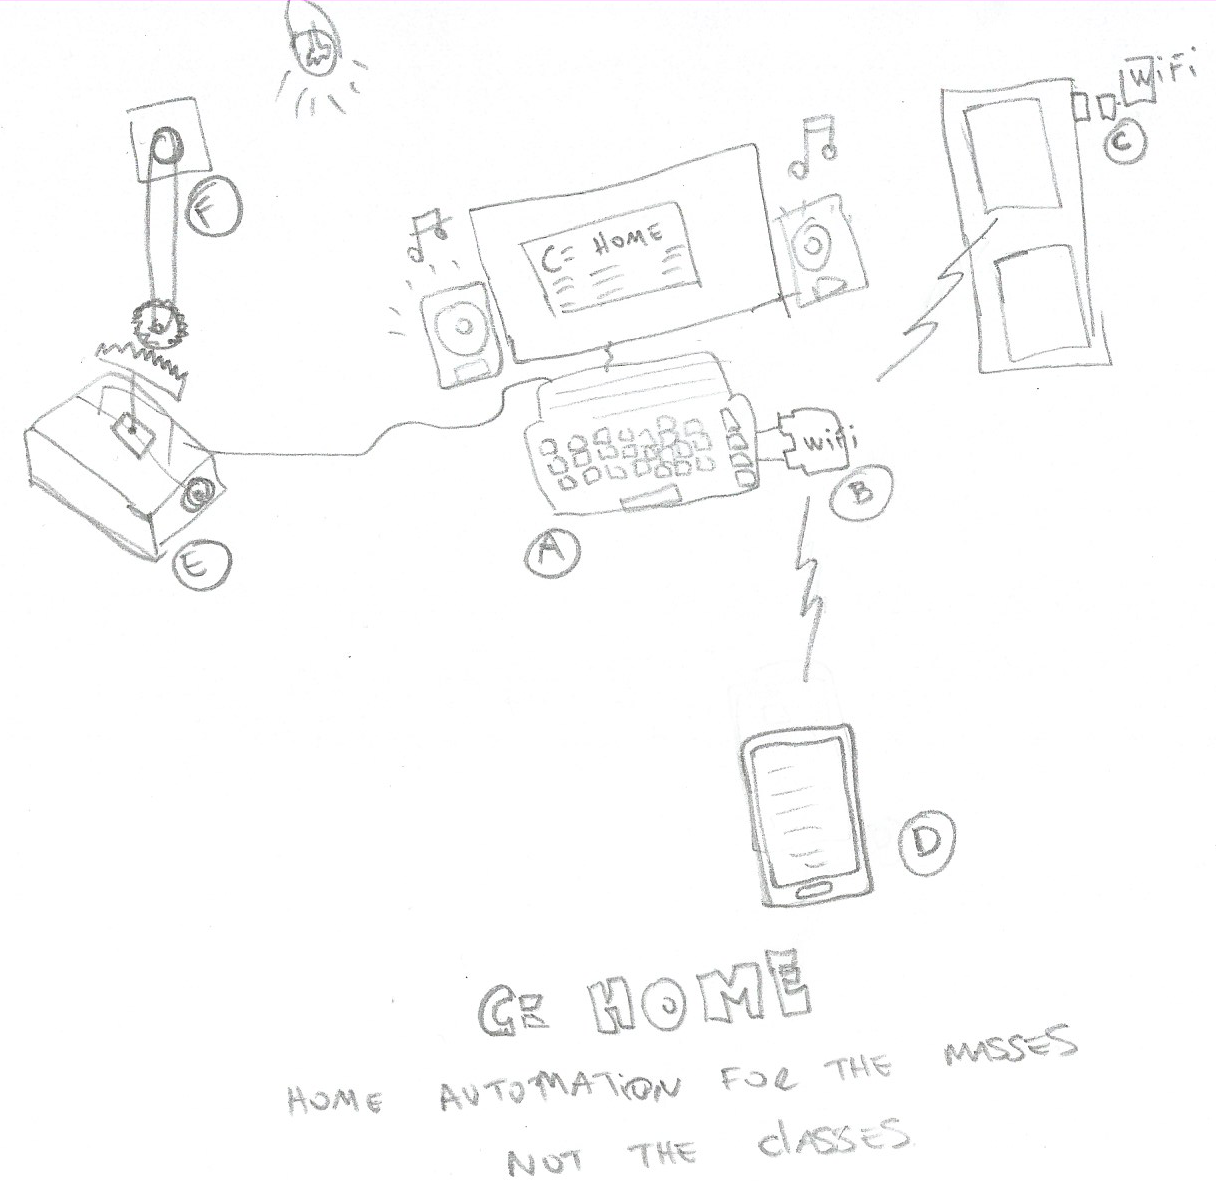 WiFi
C
F
C= HOME
WiFi
B
A
E
D
C= HOME
HOME AUTOMATION FOR THE MASSES
NOT THE CLASSES